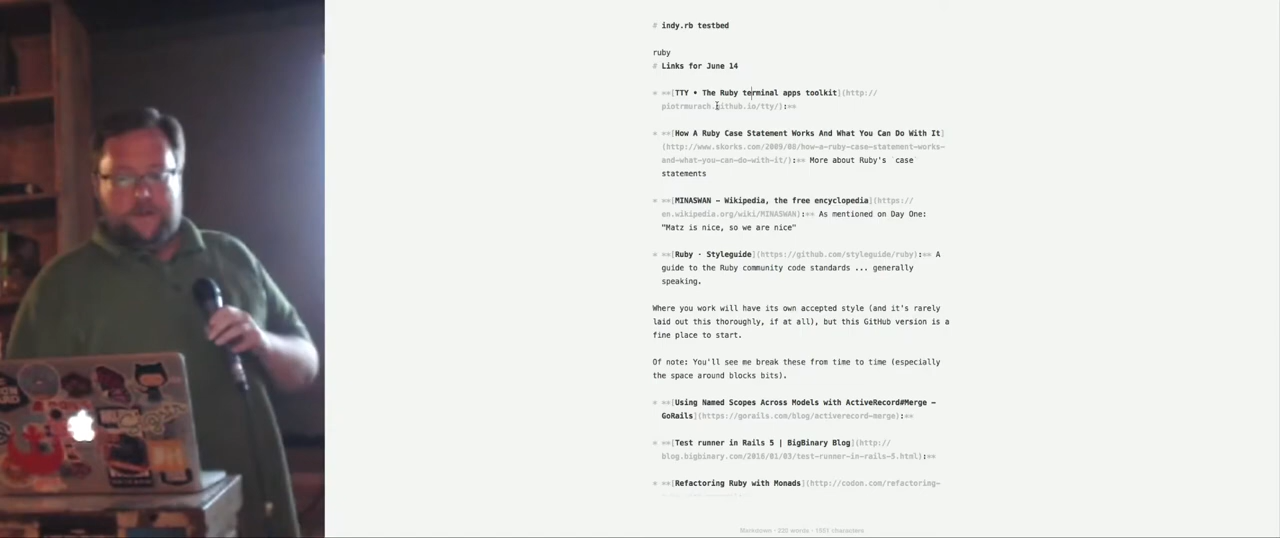 # indy.rb testbed
ruby
# Links for June 14
* **[TTY • The Ruby terminal apps toolkit](http://
piotrmurach.github.io/tty/):**
* **[How A Ruby Case Statement Works And What You Can Do With It]
(http://www.skorks.com/2009/08/how-a-ruby-case-statement-works-
and-what-you-can-do-with-it/):** More about Ruby's `case`
statements
* **[MINASWAN - Wikipedia, the free encyclopedia](https://
en.wikipedia.org/wiki/MINASWAN):** As mentioned on Day One:
"Matz is nice, so we are nice"
* **[Ruby · Styleguide](https://github.com/styleguide/ruby):** A
guide to the Ruby community code standards ... generally
speaking.
Where you work will have its own accepted style (and it's rarely
laid out this thoroughly, if at all), but this GitHub version is a
fine place to start.
Of note: You'll see me break these from time to time (especially
the space around blocks bits).
* **[Using Named Scopes Across Models with ActiveRecord#Merge -
GoRails](https://gorails.com/blog/activerecord-merge):**
* **[Test runner in Rails 5 | BigBinary Blog](http://
blog.bigbinary.com/2016/01/03/test-runner-in-rails-5.html):**
* **[Refactoring Ruby with Monads](http://codon.com/refactoring-
Markdown